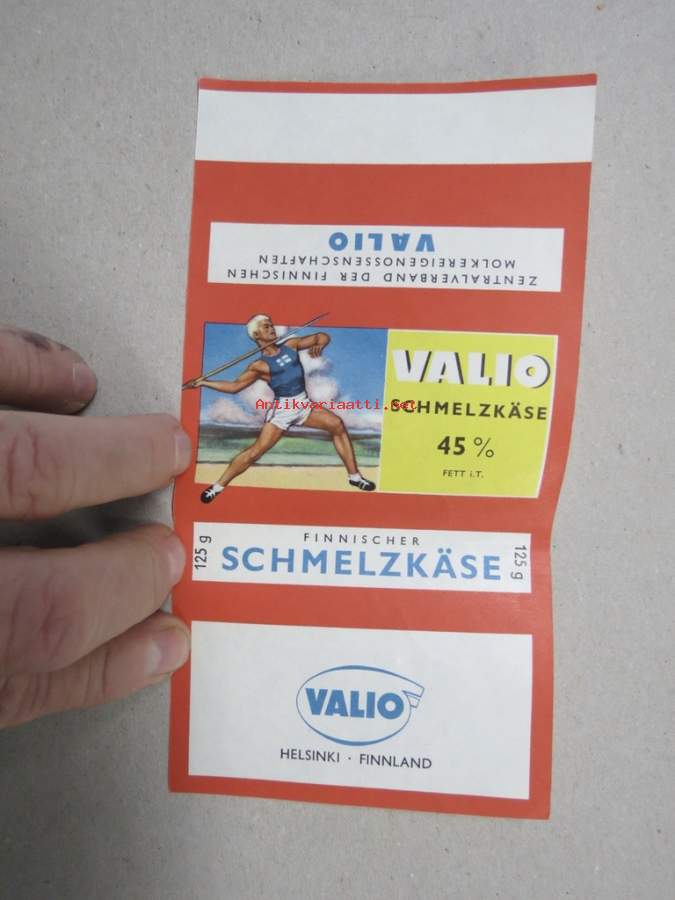 VALIO
ZENTRALVERBAND DER FINNISCHEN
MOLKEREIGENOSSENSCHAFTEN
VALIO
SCHMELZKÄSE
45 %
FETT i.T.
Antikvariaatti.net
125 g
FINNISCHER
SCHMELZKÄSE
125 g
VALIO
HELSINKI · FINNLAND